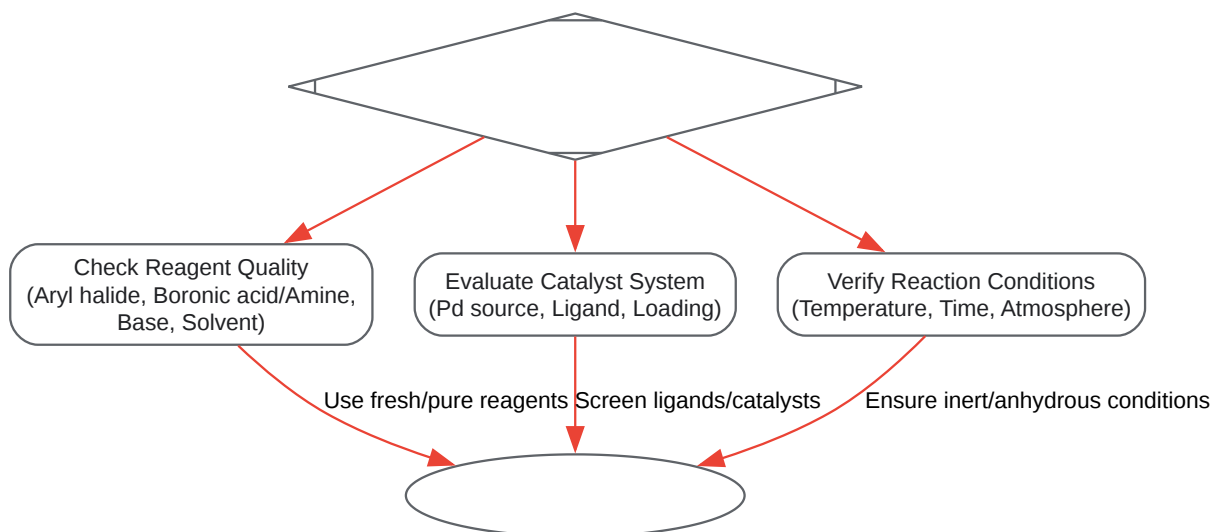 Check Reagent Quality
(Aryl halide, Boronic acid/Amine,
Base, Solvent)
Evaluate Catalyst System
(Pd source, Ligand, Loading)
Verify Reaction Conditions
(Temperature, Time, Atmosphere)
Use fresh/pure reagents
Screen ligands/catalysts
Ensure inert/anhydrous conditions